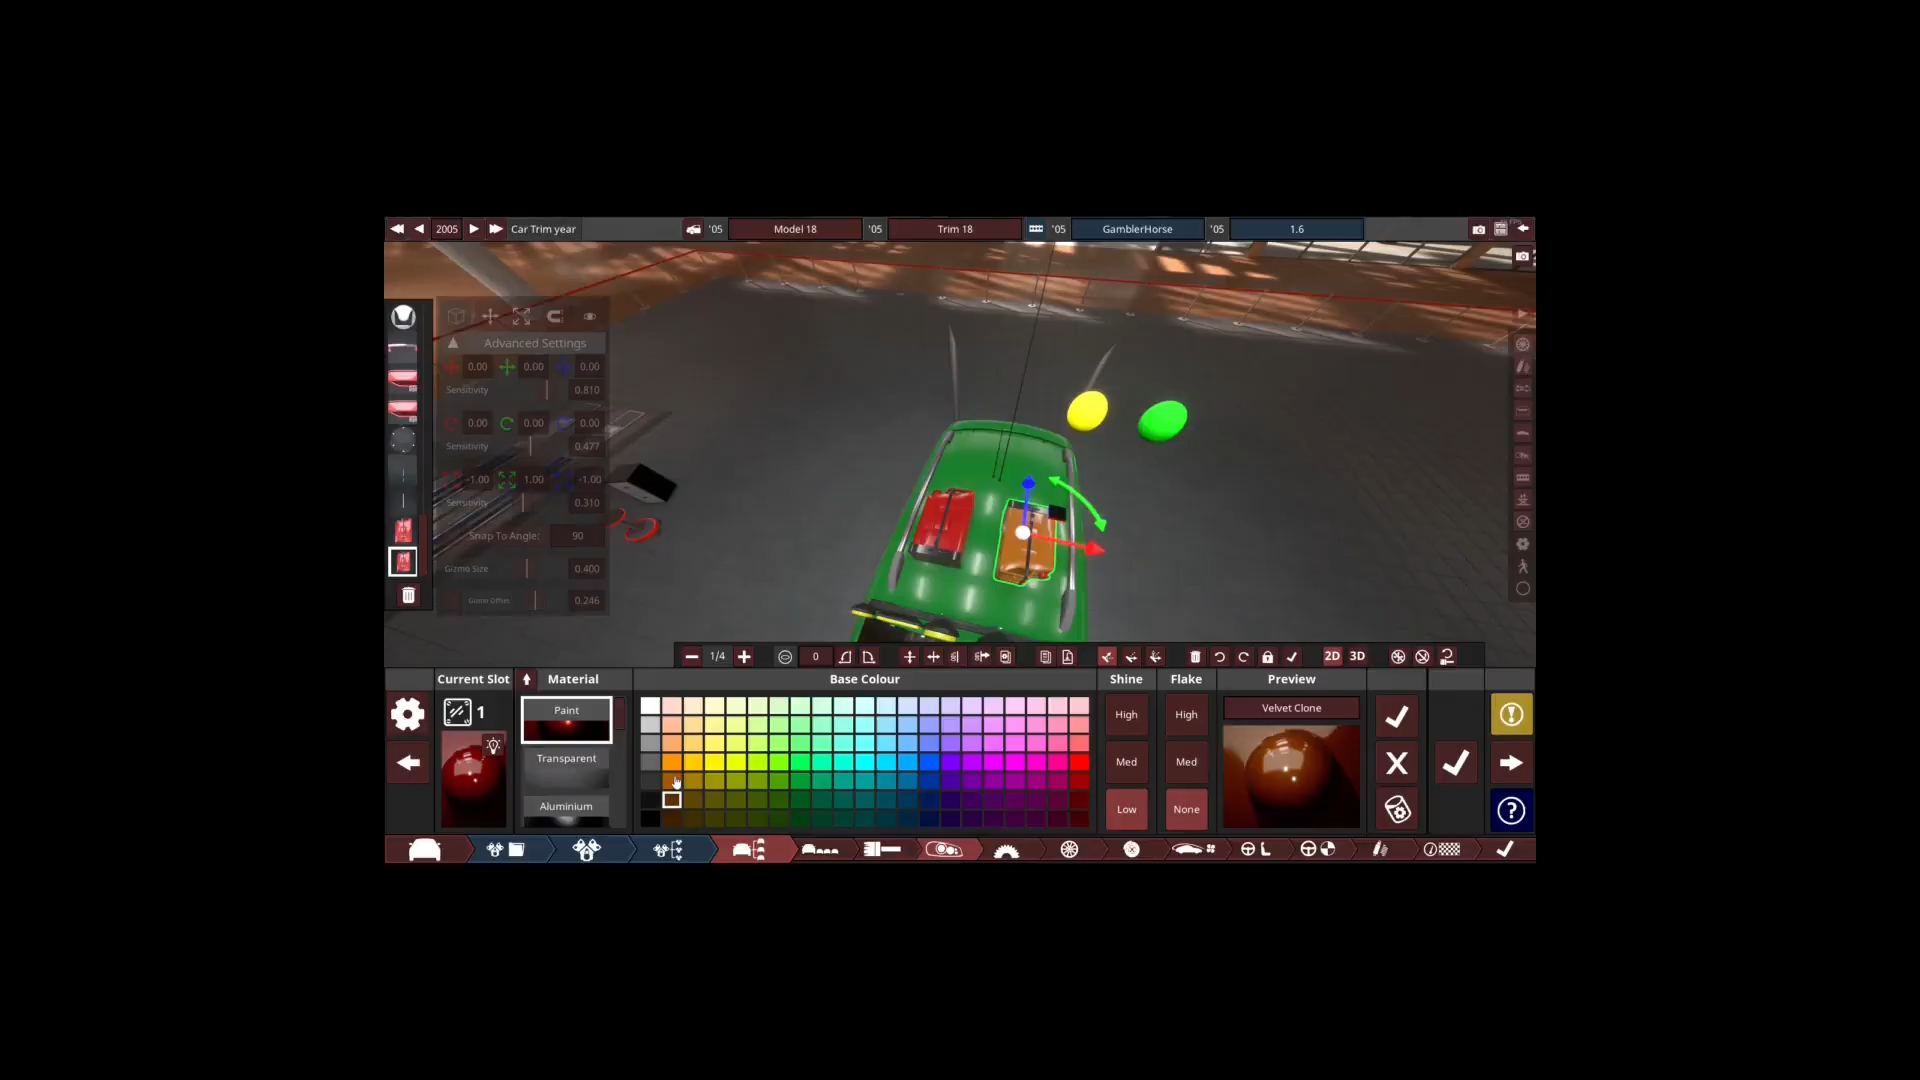 2005 Car Trim year '05 Model 18 '05 Trim 18 '05 GamblerHorse '05 1.6
Advanced Settings
0.00 0.00 0.00
Sensitivity 0.810
0.00 0.00 0.00
Sensitivity 0.477
-1.00 1.00 -1.00
Sensitivity 0.310
Snap To Angle: 90
Gizmo Size 0.400
0.246
1/4 0 2D 3D
Current Slot Material Base Colour Shine Flake Preview
1 Paint High High Velvet Clone
Transparent Med Med
Aluminium Low None